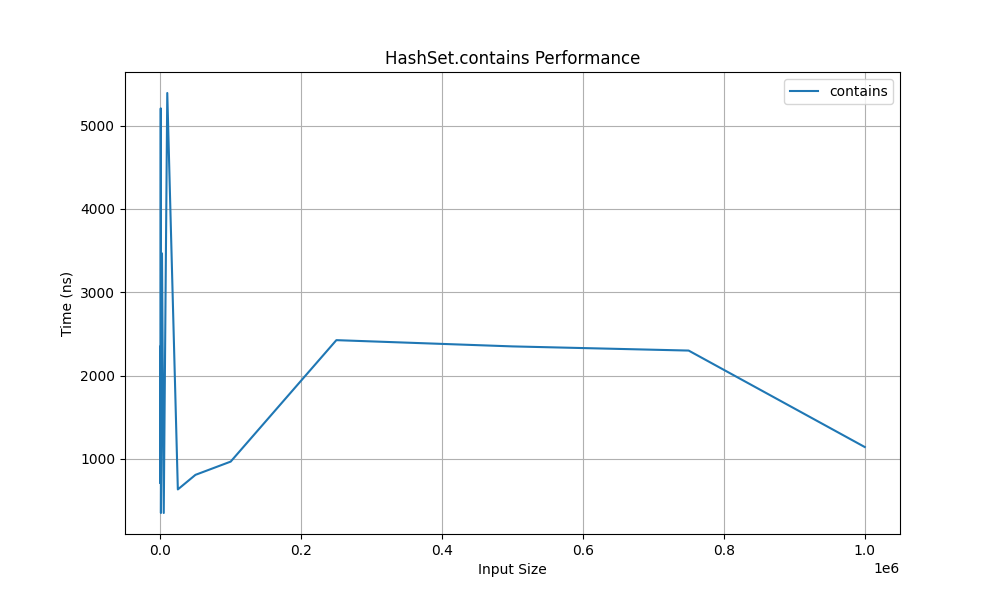 HashSet.contains Performance
contains
5000
4000
3000
2000
1000
Time (ns)
0.0 0.2 0.4 0.6 0.8 1.0
1e6
Input Size